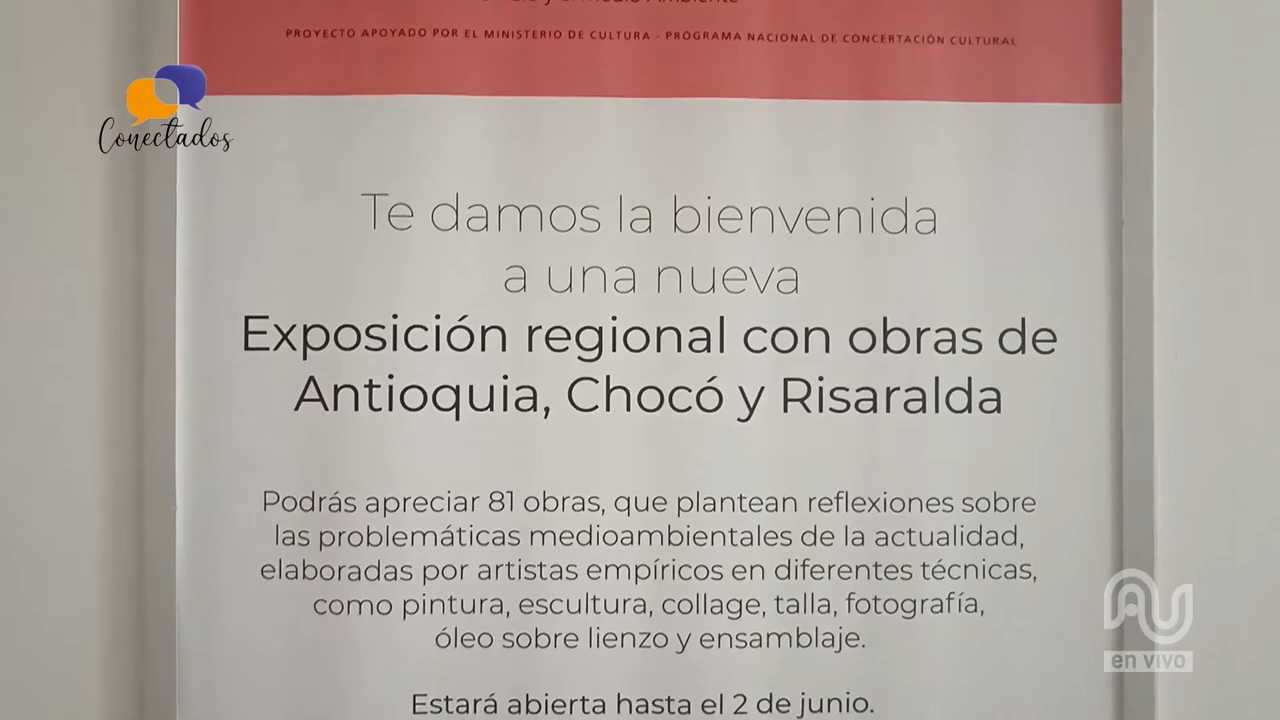 PROYECTO APOYADO POR EL MINISTERIO DE CULTURA - PROGRAMA NACIONAL DE CONCERTACIÓN CULTURAL
Conectados
Te damos la bienvenida
a una nueva
Exposición regional con obras de
Antioquia, Chocó y Risaralda
Podrás apreciar 81 obras, que plantean reflexiones sobre
las problemáticas medioambientales de la actualidad,
elaboradas por artistas empíricos en diferentes técnicas,
como pintura, escultura, collage, talla, fotografía,
óleo sobre lienzo y ensamblaje.
Estará abierta hasta el 2 de junio.
en vivo